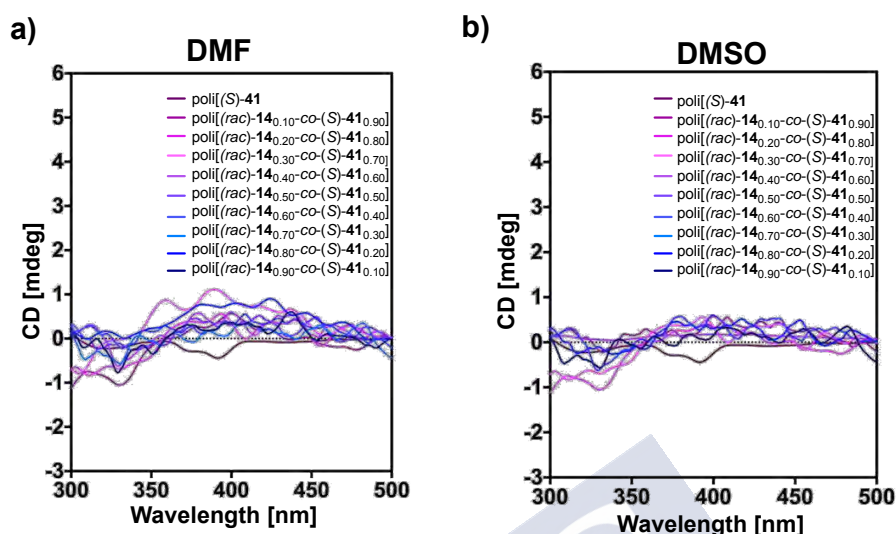 a)
DMF
CD [mdeg]
6
5
4
3
2
1
0
-1
-2
-3
poli[(S)-41
poli[(rac)-140.10-co-(S)-410.90]
poli[(rac)-140.20-co-(S)-410.80]
poli[(rac)-140.30-co-(S)-410.70]
poli[(rac)-140.40-co-(S)-410.60]
poli[(rac)-140.50-co-(S)-410.50]
poli[(rac)-140.60-co-(S)-410.40]
poli[(rac)-140.70-co-(S)-410.30]
poli[(rac)-140.80-co-(S)-410.20]
poli[(rac)-140.90-co-(S)-410.10]
300 350 400 450 500
Wavelength [nm]
b)
DMSO
CD [mdeg]
6
5
4
3
2
1
0
-1
-2
-3
poli[(S)-41
poli[(rac)-140.10-co-(S)-410.90]
poli[(rac)-140.20-co-(S)-410.80]
poli[(rac)-140.30-co-(S)-410.70]
poli[(rac)-140.40-co-(S)-410.60]
poli[(rac)-140.50-co-(S)-410.50]
poli[(rac)-140.60-co-(S)-410.40]
poli[(rac)-140.70-co-(S)-410.30]
poli[(rac)-140.80-co-(S)-410.20]
poli[(rac)-140.90-co-(S)-410.10]
300 350 400 450 500
Wavelength [nm]